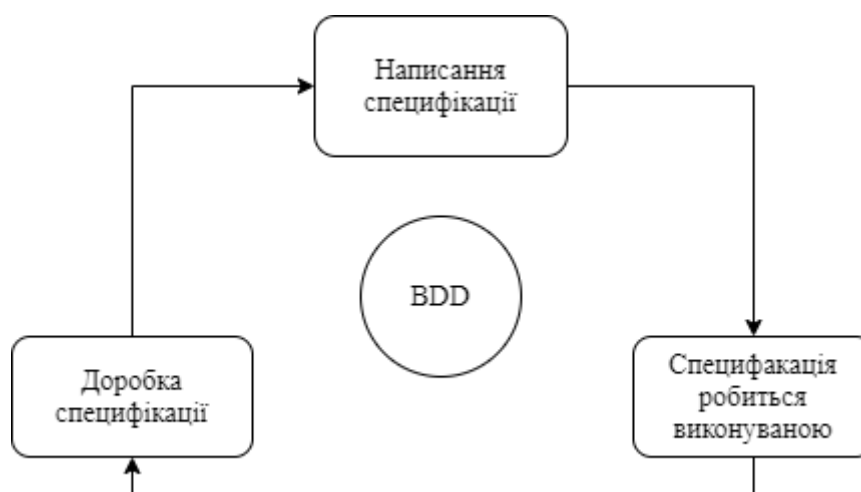 Написання
специфікації
BDD
Доробка
специфікації
Специфакація
робиться
виконуваною